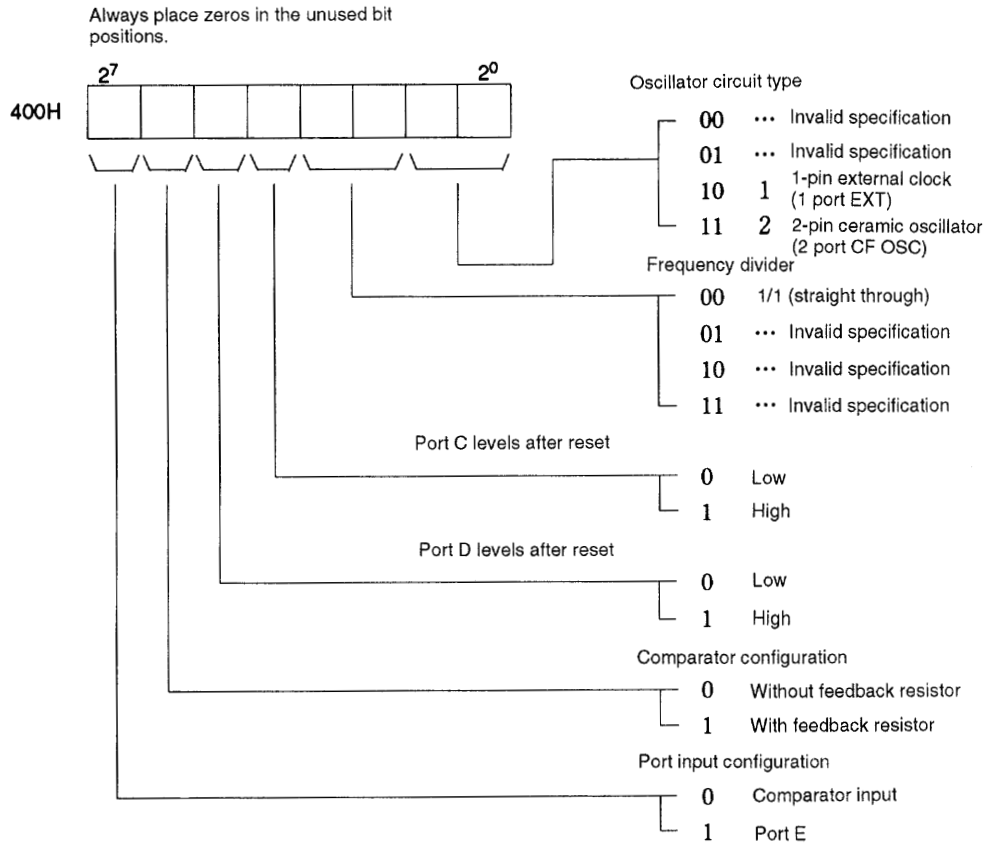 Always place zeros in the unused bit
positions.
2⁷ 2⁰
400H
Oscillator circuit type
00 ··· Invalid specification
01 ··· Invalid specification
10 1 1-pin external clock
(1 port EXT)
11 2 2-pin ceramic oscillator
(2 port CF OSC)
Frequency divider
00 1/1 (straight through)
01 ··· Invalid specification
10 ··· Invalid specification
11 ··· Invalid specification
Port C levels after reset
0 Low
1 High
Port D levels after reset
0 Low
1 High
Comparator configuration
0 Without feedback resistor
1 With feedback resistor
Port input configuration
0 Comparator input
1 Port E